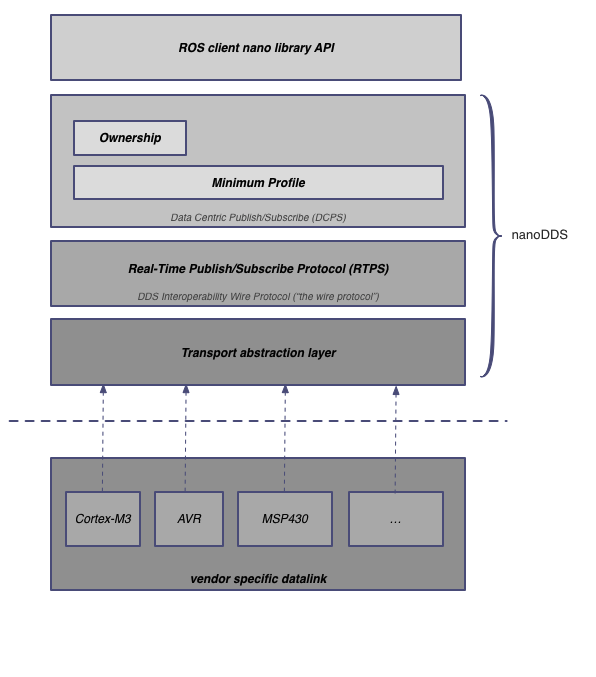 ROS client nano library API
Ownership
Minimum Profile
Data Centric Publish/Subscribe (DCPS)
nanoDDS
Real-Time Publish/Subscribe Protocol (RTPS)
DDS Interoperability Wire Protocol ("the wire protocol")
Transport abstraction layer
Cortex-M3 AVR MSP430 ...
vendor specific datalink